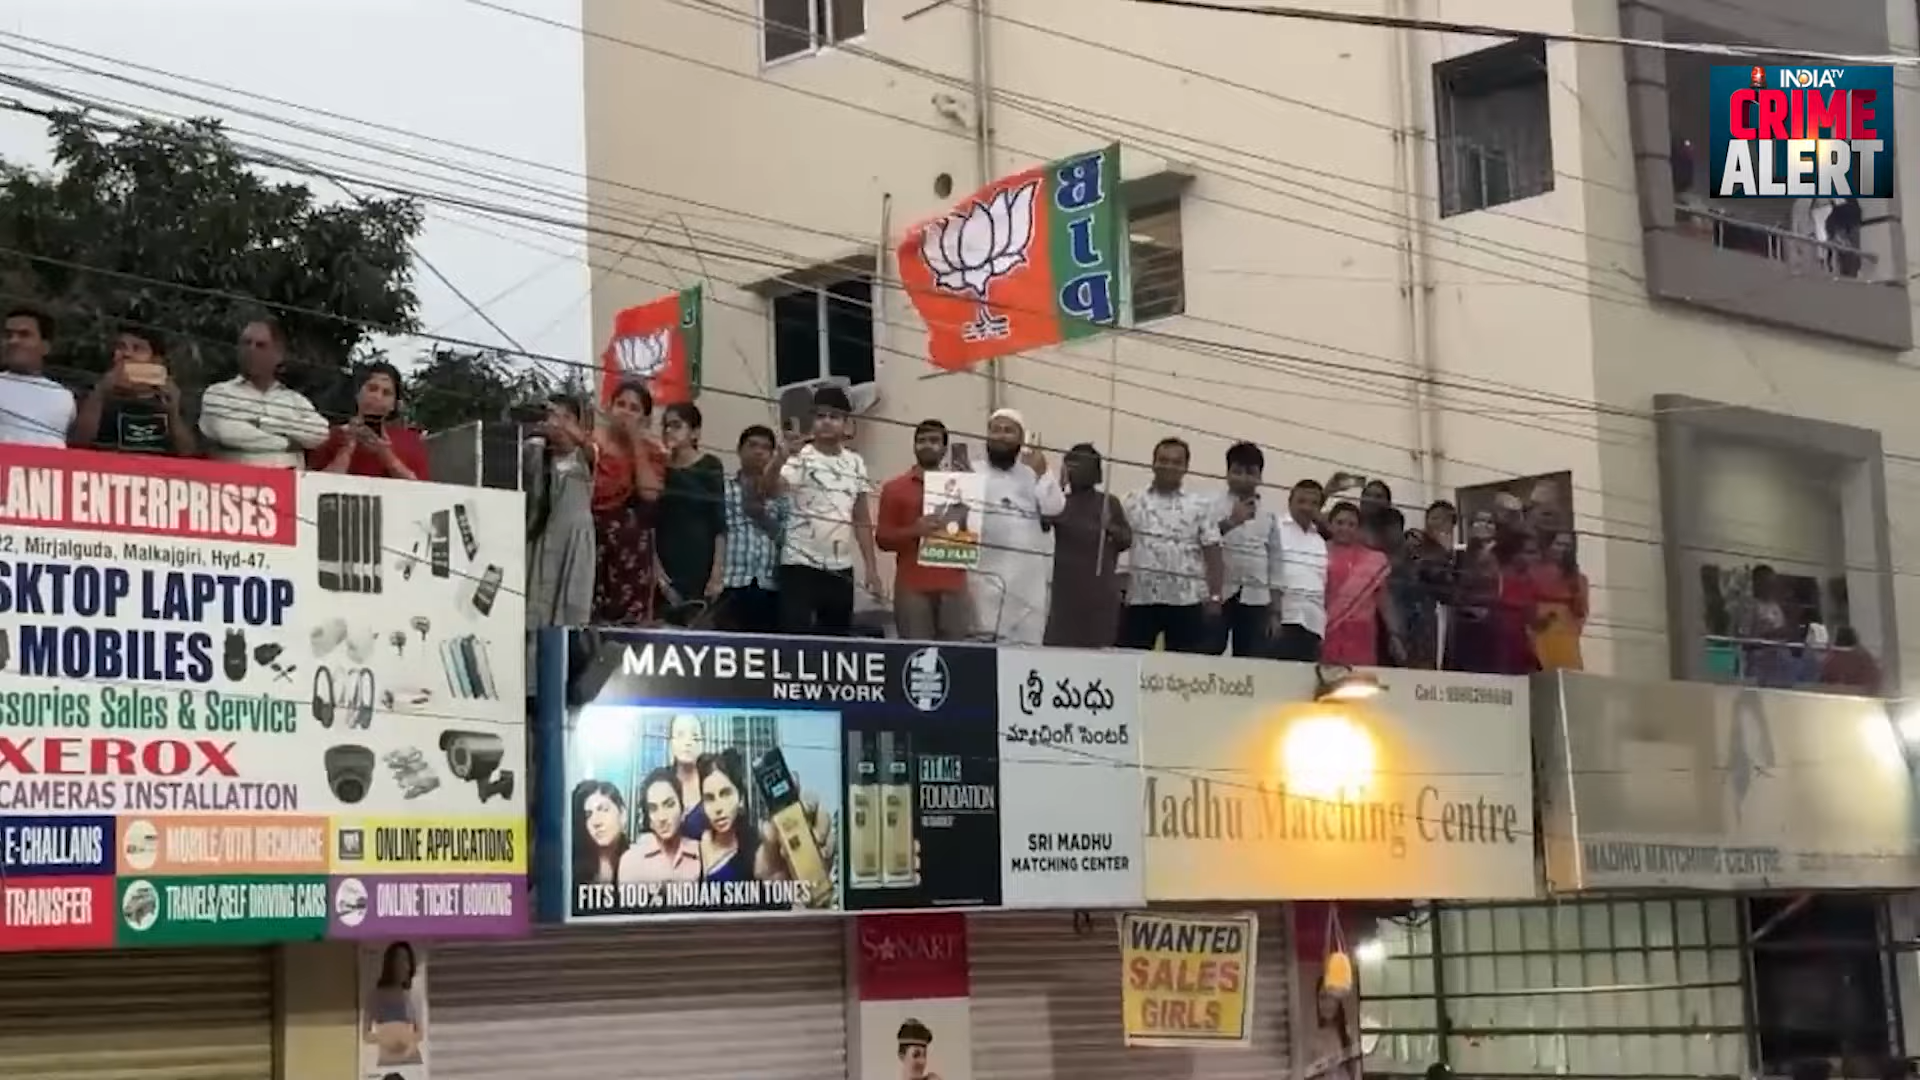 INDIA TV
CRIME
ALERT
BJP
LANI ENTERPRISES
22, Mirjalguda, Malkajgiri, Hyd-47.
SKTOP LAPTOP
MOBILES
ssories Sales & Service
XEROX
CAMERAS INSTALLATION
E-CHALLANS
MOBILE/DTH RECHARGE
ONLINE APPLICATIONS
TRANSFER
TRAVELS/SELF DRIVING CARS
ONLINE TICKET BOOKING
400 PAAR
MAYBELLINE
NEW YORK
FIT ME
FOUNDATION
FITS 100% INDIAN SKIN TONES
శ్రీ మధు
మ్యాచింగ్ సెంటర్
SRI MADHU
MATCHING CENTER
మధు మ్యాచింగ్ సెంటర్
Madhu Matching Centre
MADHU MATCHING CENTRE
WANTED
SALES
GIRLS